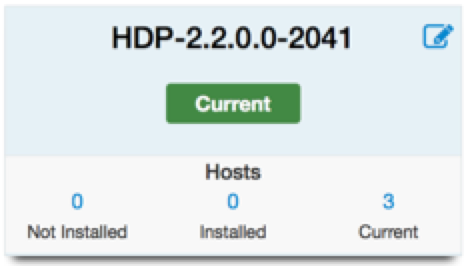 HDP-2.2.0.0-2041
Current
Hosts
0 0 3
Not Installed Installed Current